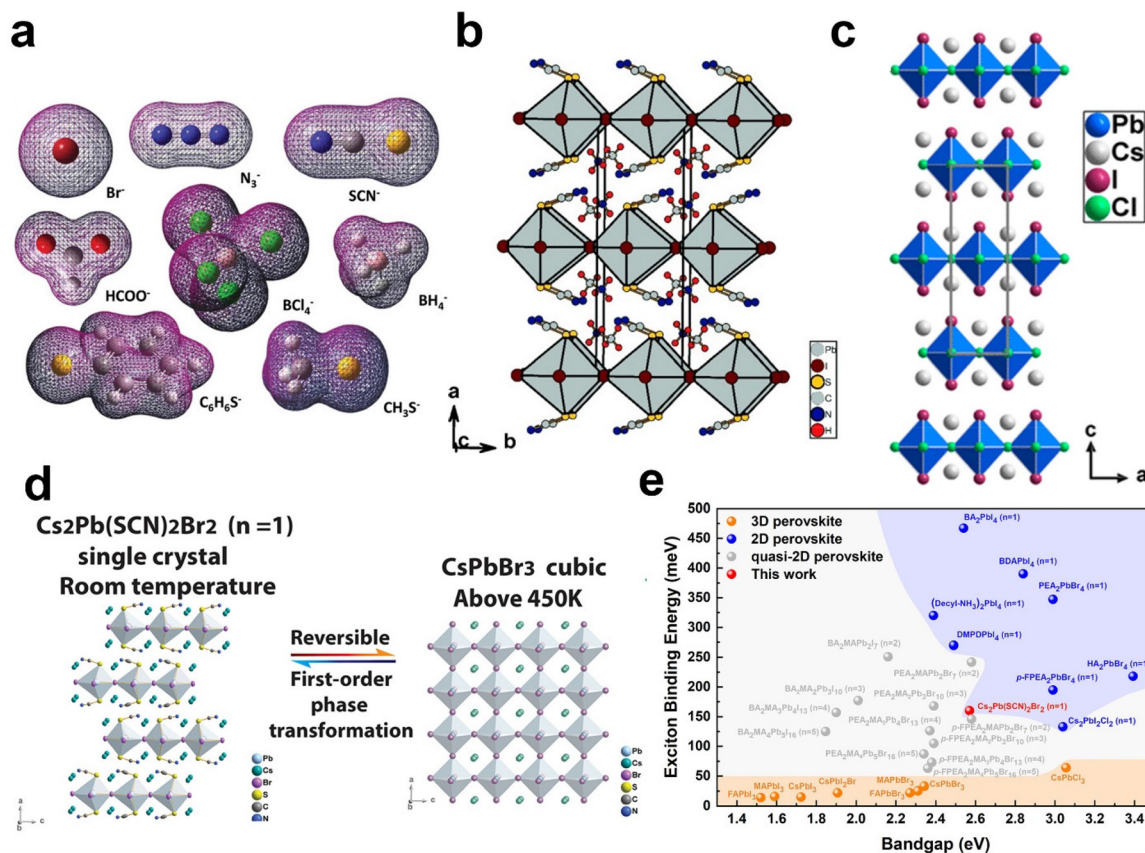 a
Br-
N3-
SCN-
HCOO-
BCl4-
BH4-
C6H6S-
CH3S-
b
a
c
b
Pb
I
S
C
N
H
c
Pb
Cs
I
Cl
c
a
d
Cs2Pb(SCN)2Br2 (n =1)
single crystal
Room temperature
Reversible
First-order
phase
transformation
CsPbBr3 cubic
Above 450K
Pb
Cs
Br
S
C
N
a
b
c
Pb
Cs
Br
S
C
N
a
b
c
e
Exciton Binding Energy (meV)
500
450
400
350
300
250
200
150
100
50
0
3D perovskite
2D perovskite
quasi-2D perovskite
This work
BA2PbI4 (n=1)
BDAPbI4 (n=1)
PEA2PbBr4 (n=1)
(Decyl-NH3)2PbI4 (n=1)
DMPDPbI4 (n=1)
BA2MAPb2I7 (n=2)
PEA2MAPb2Br7 (n=2)
HA2PbBr4 (n=1
p-FPEA2PbBr4 (n=1)
BA2MA2Pb3I10 (n=3)
PEA2MA2Pb3Br10 (n=3)
Cs2Pb(SCN)2Br2 (n=1)
BA2MA3Pb4I13 (n=4)
PEA2MA3Pb4Br13 (n=4)
p-FPEA2MAPb2Br7 (n=2)
Cs2PbI2Cl2 (n=1)
BA2MA4Pb5I16 (n=5)
p-FPEA2MA2Pb3Br10 (n=3)
PEA2MA4Pb5Br16 (n=5)
p-FPEA2MA3Pb4Br13 (n=4)
p-FPEA2MA4Pb5Br16 (n=5)
CsPbCl3
FAPbI3
MAPbI3
CsPbI3
CsPbI2Br
MAPbBr3
FAPbBr3
CsPbBr3
1.4 1.6 1.8 2.0 2.2 2.4 2.6 2.8 3.0 3.2 3.4
Bandgap (eV)